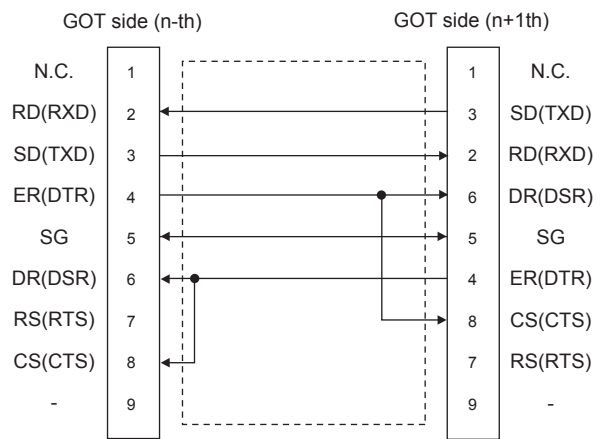 GOT side (n-th) GOT side (n+1th)
N.C. 1 1 N.C.
RD(RXD) 2 3 SD(TXD)
SD(TXD) 3 2 RD(RXD)
ER(DTR) 4 6 DR(DSR)
SG 5 5 SG
DR(DSR) 6 4 ER(DTR)
RS(RTS) 7 8 CS(CTS)
CS(CTS) 8 7 RS(RTS)
- 9 9 -